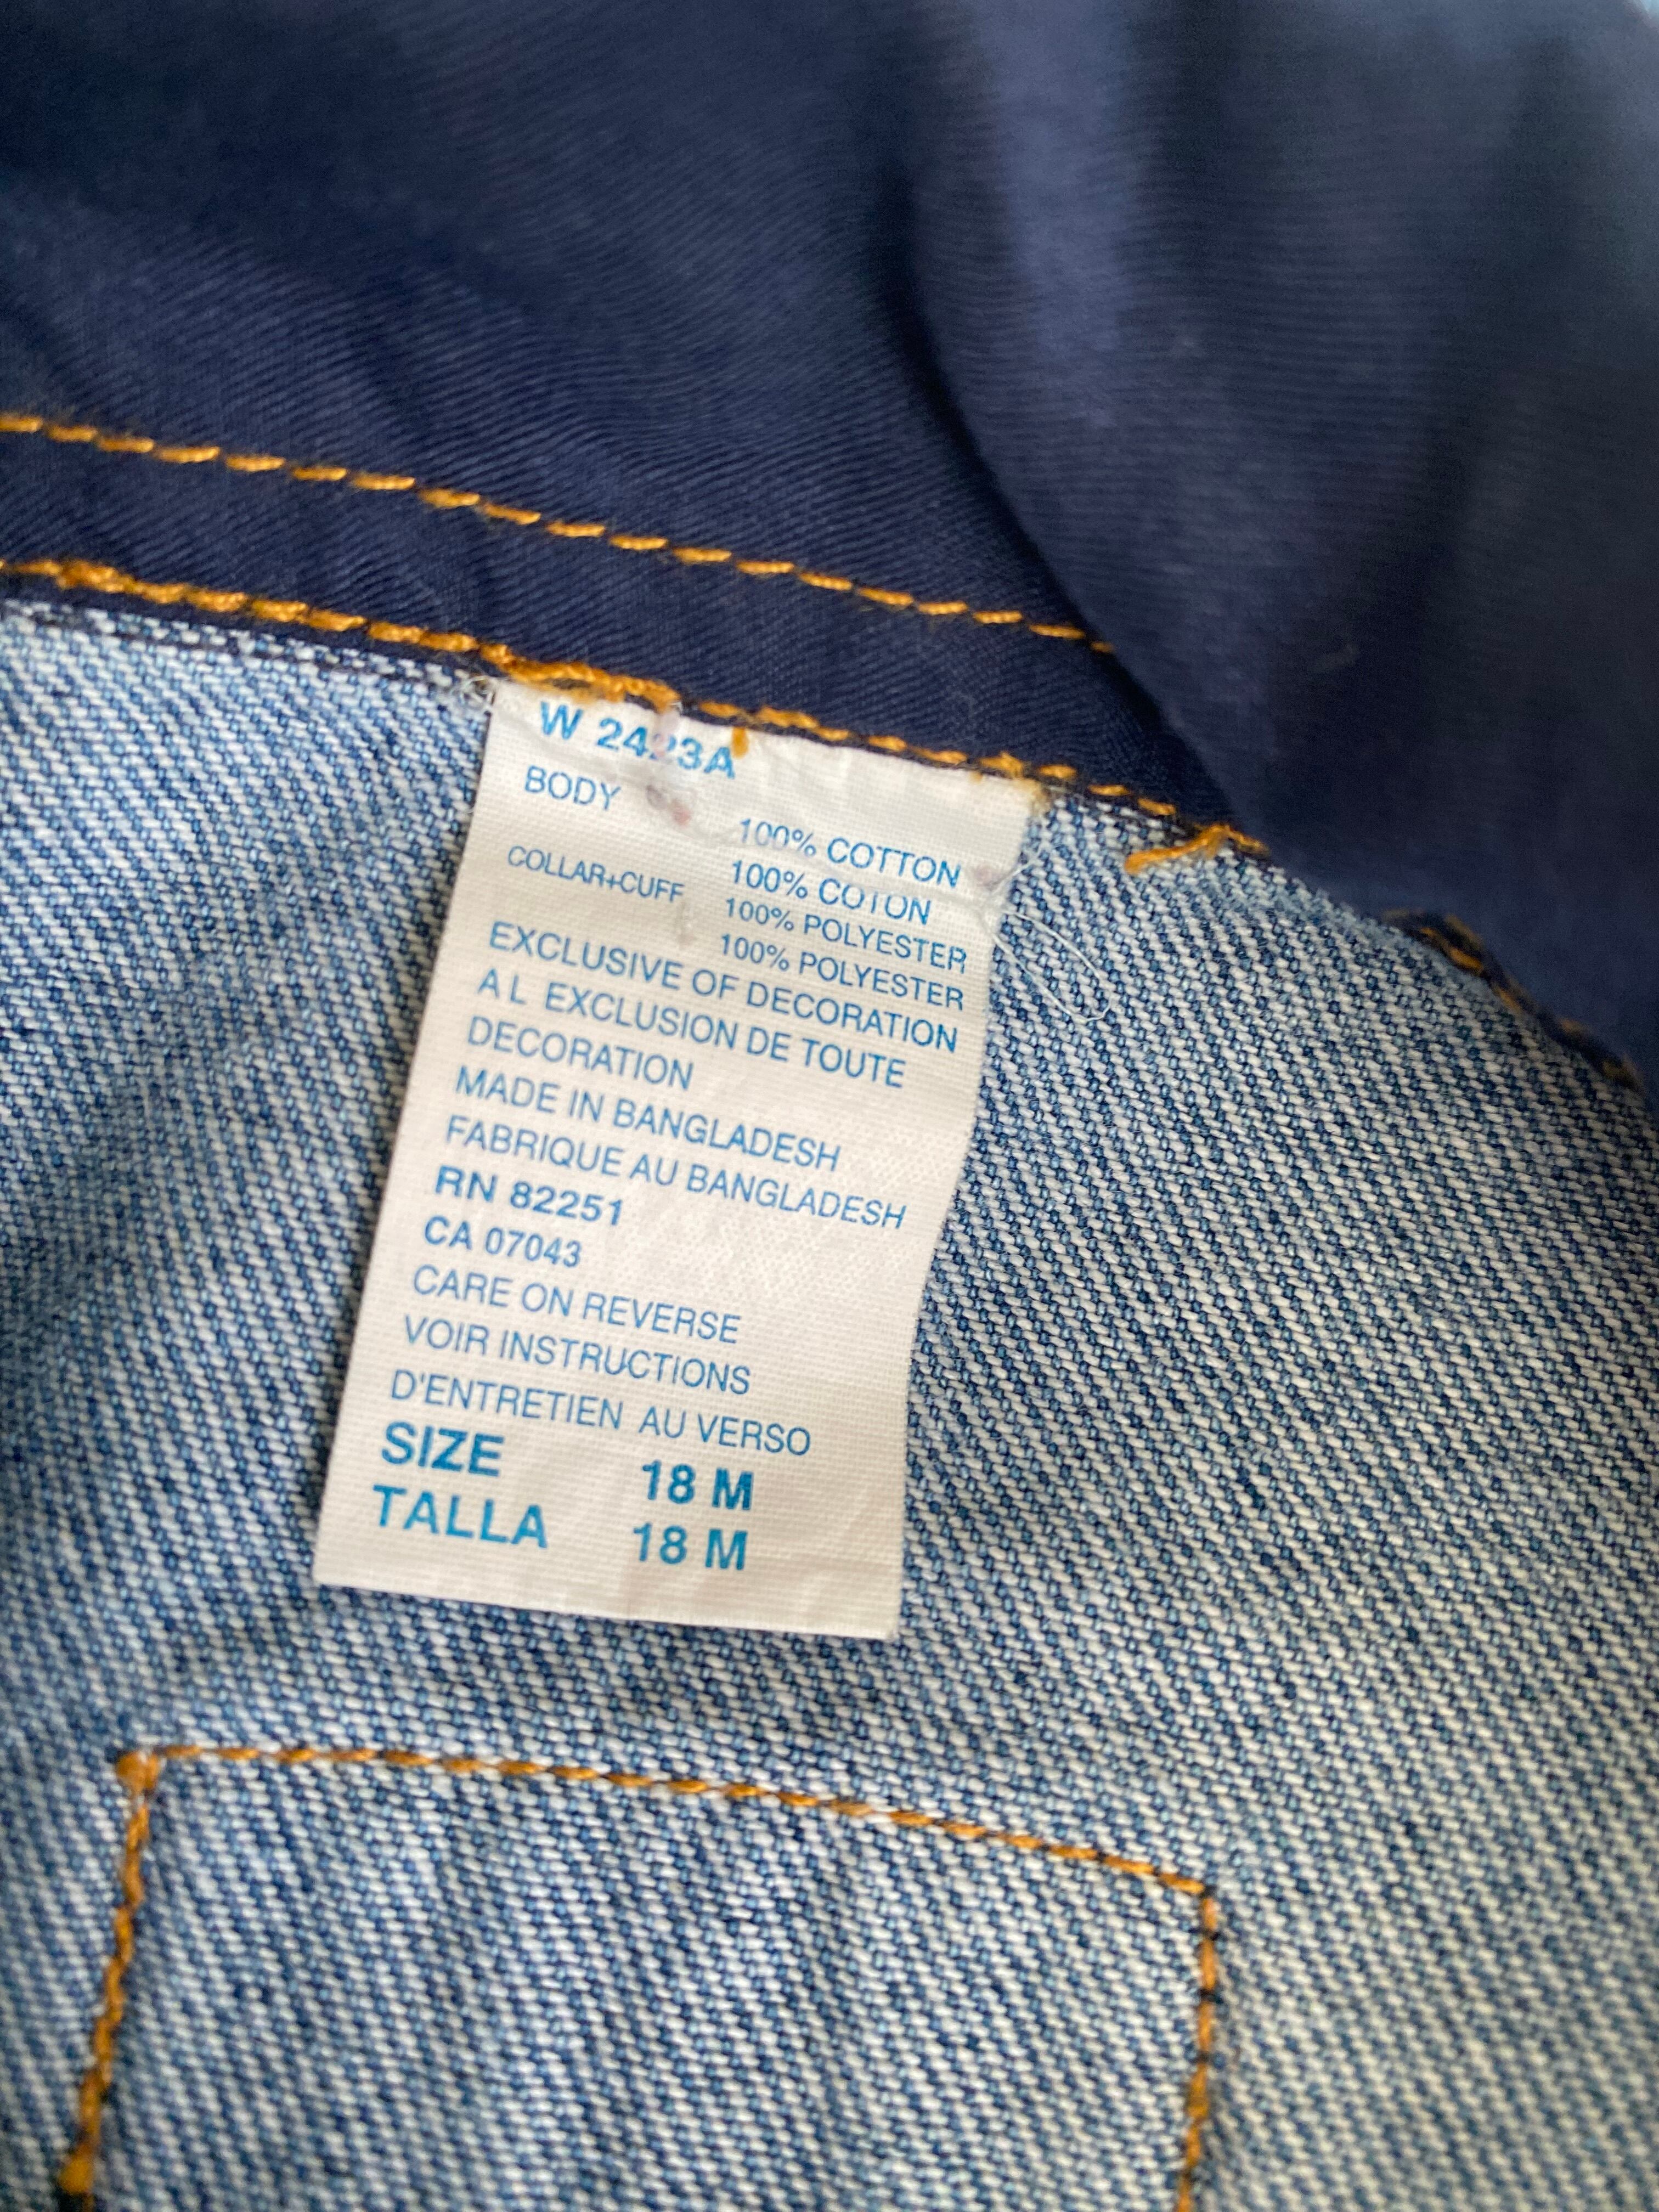 W
BODY 100% COTTON
100% COTON
COLLAR+CUFF 100% POLYESTER
100% POLYESTER
EXCLUSIVE OF DECORATION
A L EXCLUSION DE TOUTE
DECORATION
MADE IN BANGLADESH
FABRIQUE AU BANGLADESH
RN 82251
CA 07043
CARE ON REVERSE
VOIR INSTRUCTIONS
D'ENTRETIEN AU VERSO
SIZE 18 M
TALLA 18 M